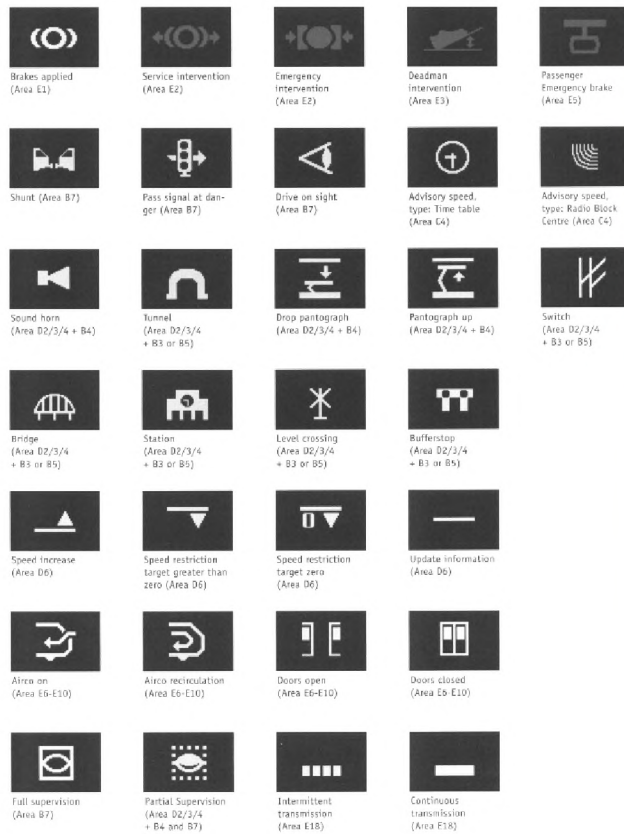 Brakes applied
(Area E1)
Service intervention
(Area E2)
Emergency
intervention
(Area E2)
Deadman
intervention
(Area E3)
Passenger
Emergency brake
(Area E5)
Shunt (Area B7)
Pass signal at dan-
ger (Area B7)
Drive on sight
(Area B7)
Advisory speed,
type: Time table
(Area C4)
Advisory speed,
type: Radio Block
Centre (Area C4)
Sound horn
(Area D2/3/4 + B4)
Tunnel
(Area D2/3/4
+ B3 or B5)
Drop pantograph
(Area D2/3/4 + B4)
Pantograph up
(Area D2/3/4 + B4)
Switch
(Area D2/3/4
+ B3 or B5)
Bridge
(Area D2/3/4
+ B3 or B5)
Station
(Area D2/3/4
+ B3 or B5)
Level crossing
(Area D2/3/4
+ B3 or B5)
Bufferstop
(Area D2/3/4
+ B3 or B5)
Speed increase
(Area D6)
Speed restriction
target greater than
zero (Area D6)
0
Speed restriction
target zero
(Area D6)
Update information
(Area D6)
Airco on
(Area E6-E10)
Airco recirculation
(Area E6-E10)
Doors open
(Area E6-E10)
Doors closed
(Area E6-E10)
Full supervision
(Area B7)
Partial Supervision
(Area D2/3/4
+ B4 and B7)
Intermittent
transmission
(Area E18)
Continuous
transmission
(Area E18)